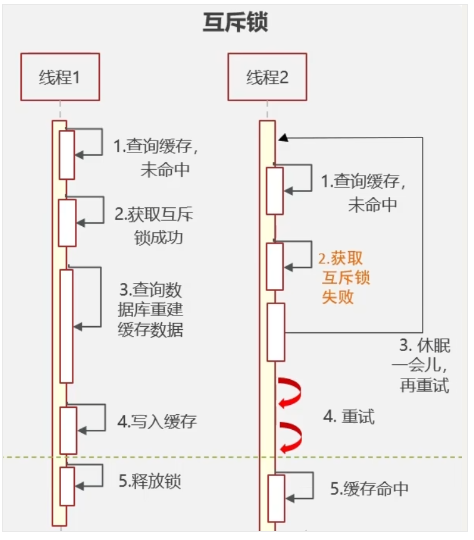 互斥锁
线程1
线程2
1.查询缓存，
未命中
2.获取互斥
锁成功
3.查询数
据库重建
缓存数据
4.写入缓存
5.释放锁
1.查询缓存，
未命中
2.获取
互斥锁
失败
3. 休眠
一会儿，
再重试
4. 重试
5.缓存命中